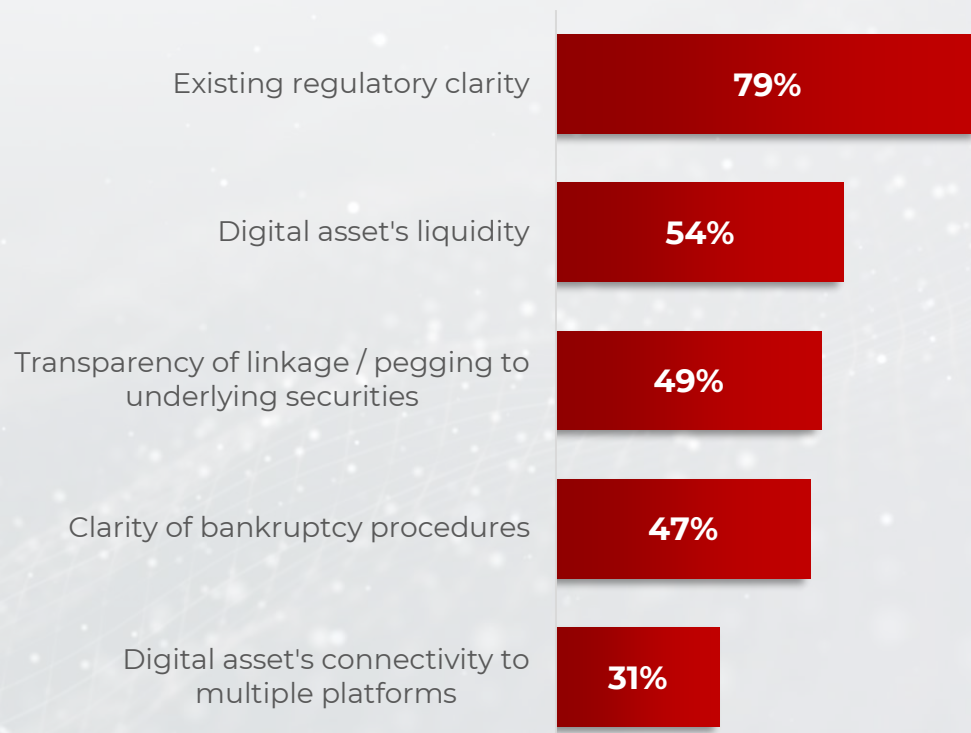 Existing regulatory clarity
79%
Digital asset's liquidity
54%
Transparency of linkage / pegging to
underlying securities
49%
Clarity of bankruptcy procedures
47%
Digital asset's connectivity to
multiple platforms
31%